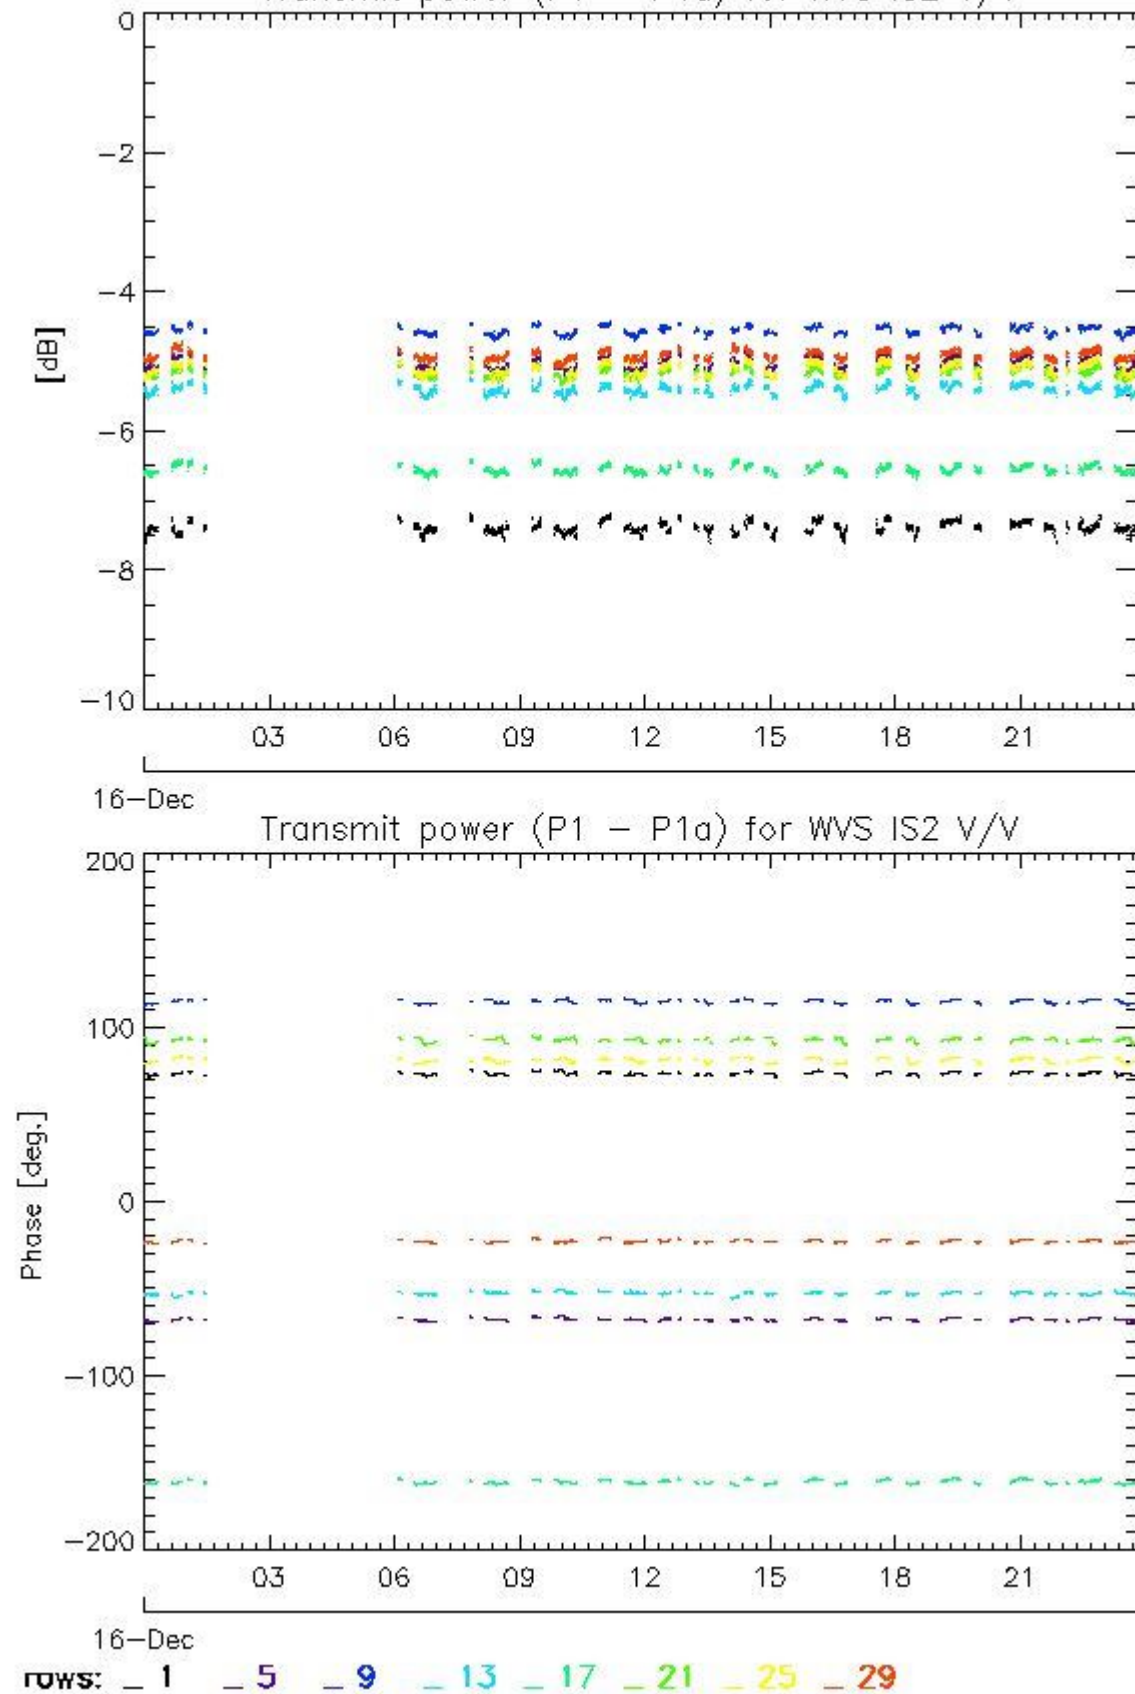 0
-2
-4
[dB]
-6
-8
-10
03 06 09 12 15 18 21
16-Dec
Transmit power (P1 - P1a) for WVS IS2 V/V
200
100
0
Phase [deg.]
-100
-200
03 06 09 12 15 18 21
16-Dec
rows: _ 1 _ 5 _ 9 _ 13 _ 17 _ 21 _ 25 _ 29